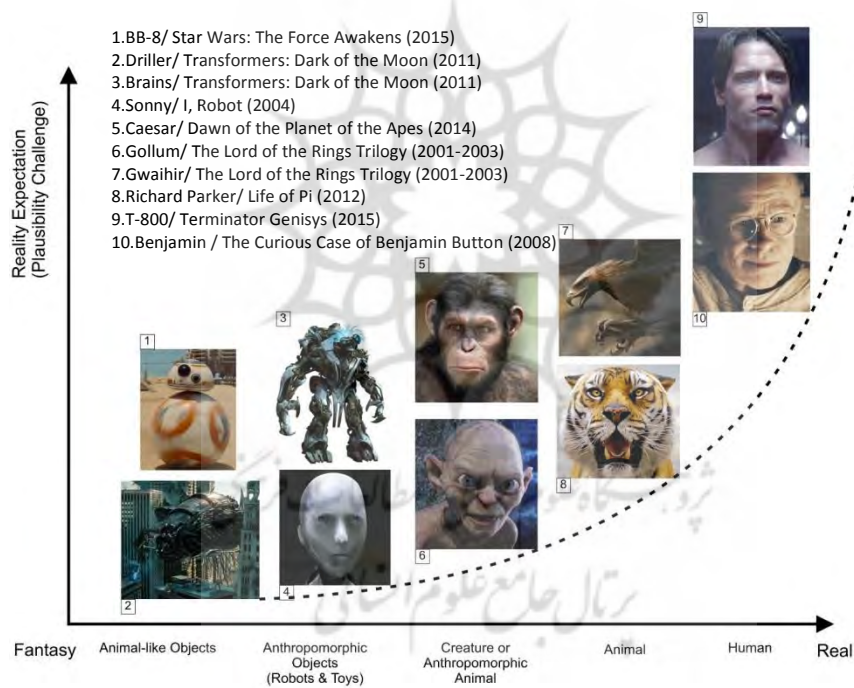 1.BB-8/ Star Wars: The Force Awakens (2015)
2.Driller/ Transformers: Dark of the Moon (2011)
3.Brains/ Transformers: Dark of the Moon (2011)
4.Sonny/ I, Robot (2004)
5.Caesar/ Dawn of the Planet of the Apes (2014)
6.Gollum/ The Lord of the Rings Trilogy (2001-2003)
7.Gwaihir/ The Lord of the Rings Trilogy (2001-2003)
8.Richard Parker/ Life of Pi (2012)
9.T-800/ Terminator Genisys (2015)
10.Benjamin / The Curious Case of Benjamin Button (2008)
Reality Expectation
(Plausibility Challenge)
9
7
5
3
10
1
8
6
4
2
پرتال جامع علوم انسانی
Fantasy
Animal-like Objects
Anthropomorphic
Objects
(Robots & Toys)
Creature or
Anthropomorphic
Animal
Animal
Human
Real